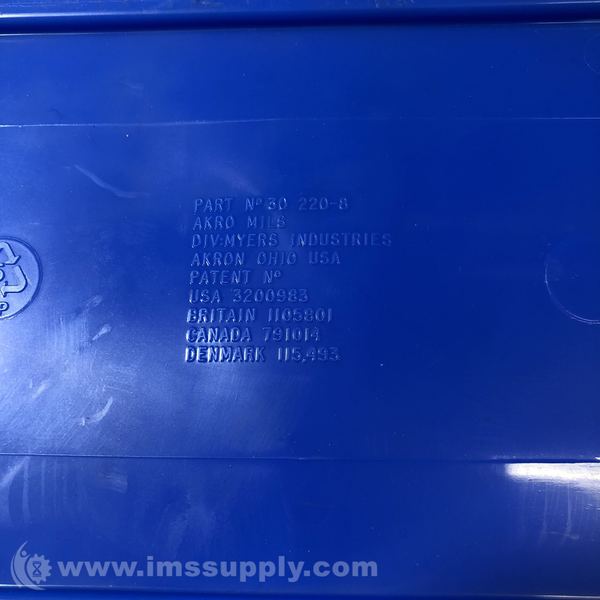 PART Nº 30 220-8
AKRO MILS
DIV:MYERS INDUSTRIES
AKRON OHIO USA
PATENT Nº
USA 3200983
BRITAIN 1105801
CANADA 791014
DENMARK 115,493
www.imssupply.com